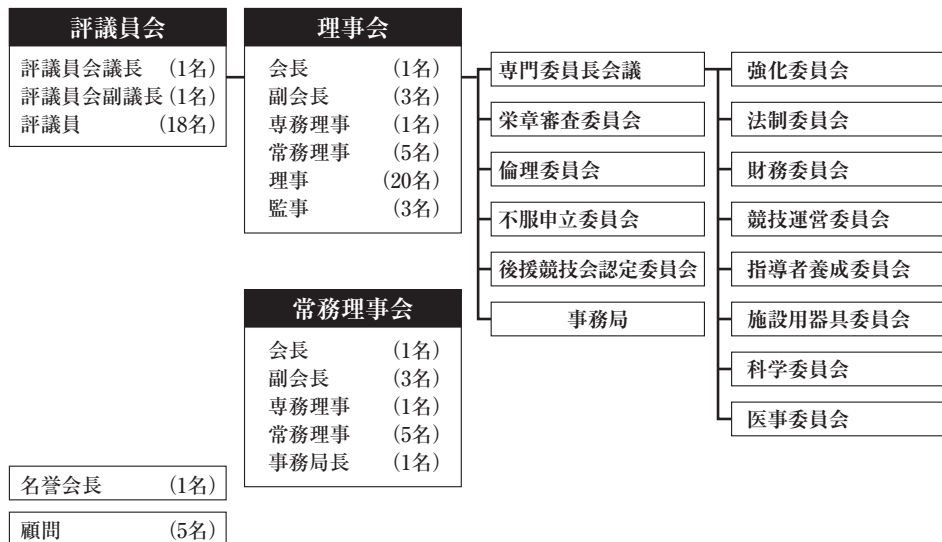 評議員会
評議員会議長 (1名)
評議員会副議長 (1名)
評議員 (18名)
理事会
会長 (1名)
副会長 (3名)
専務理事 (1名)
常務理事 (5名)
理事 (20名)
監事 (3名)
常務理事会
会長 (1名)
副会長 (3名)
専務理事 (1名)
常務理事 (5名)
事務局長 (1名)
名誉会長 (1名)
顧問 (5名)
専門委員長会議
栄章審査委員会
倫理委員会
不服申立委員会
後援競技会認定委員会
事務局
強化委員会
法制委員会
財務委員会
競技運営委員会
指導者養成委員会
施設用器具委員会
科学委員会
医事委員会